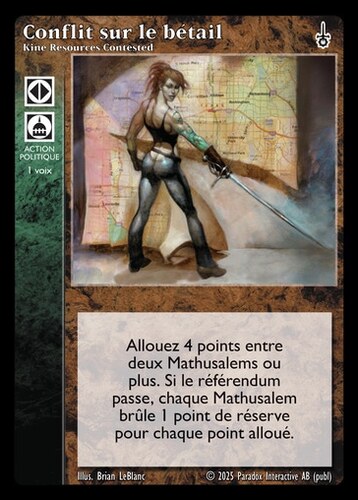 Conflit sur le bétail
Kine Resources Contested
ACTION
POLITIQUE
1 voix
Allouez 4 points entre
deux Mathusalems ou
plus. Si le référendum
passe, chaque Mathusalem
brûle 1 point de réserve
pour chaque point alloué.
Illus. Brian LeBlanc © 2025 Paradox Interactive AB (publ)